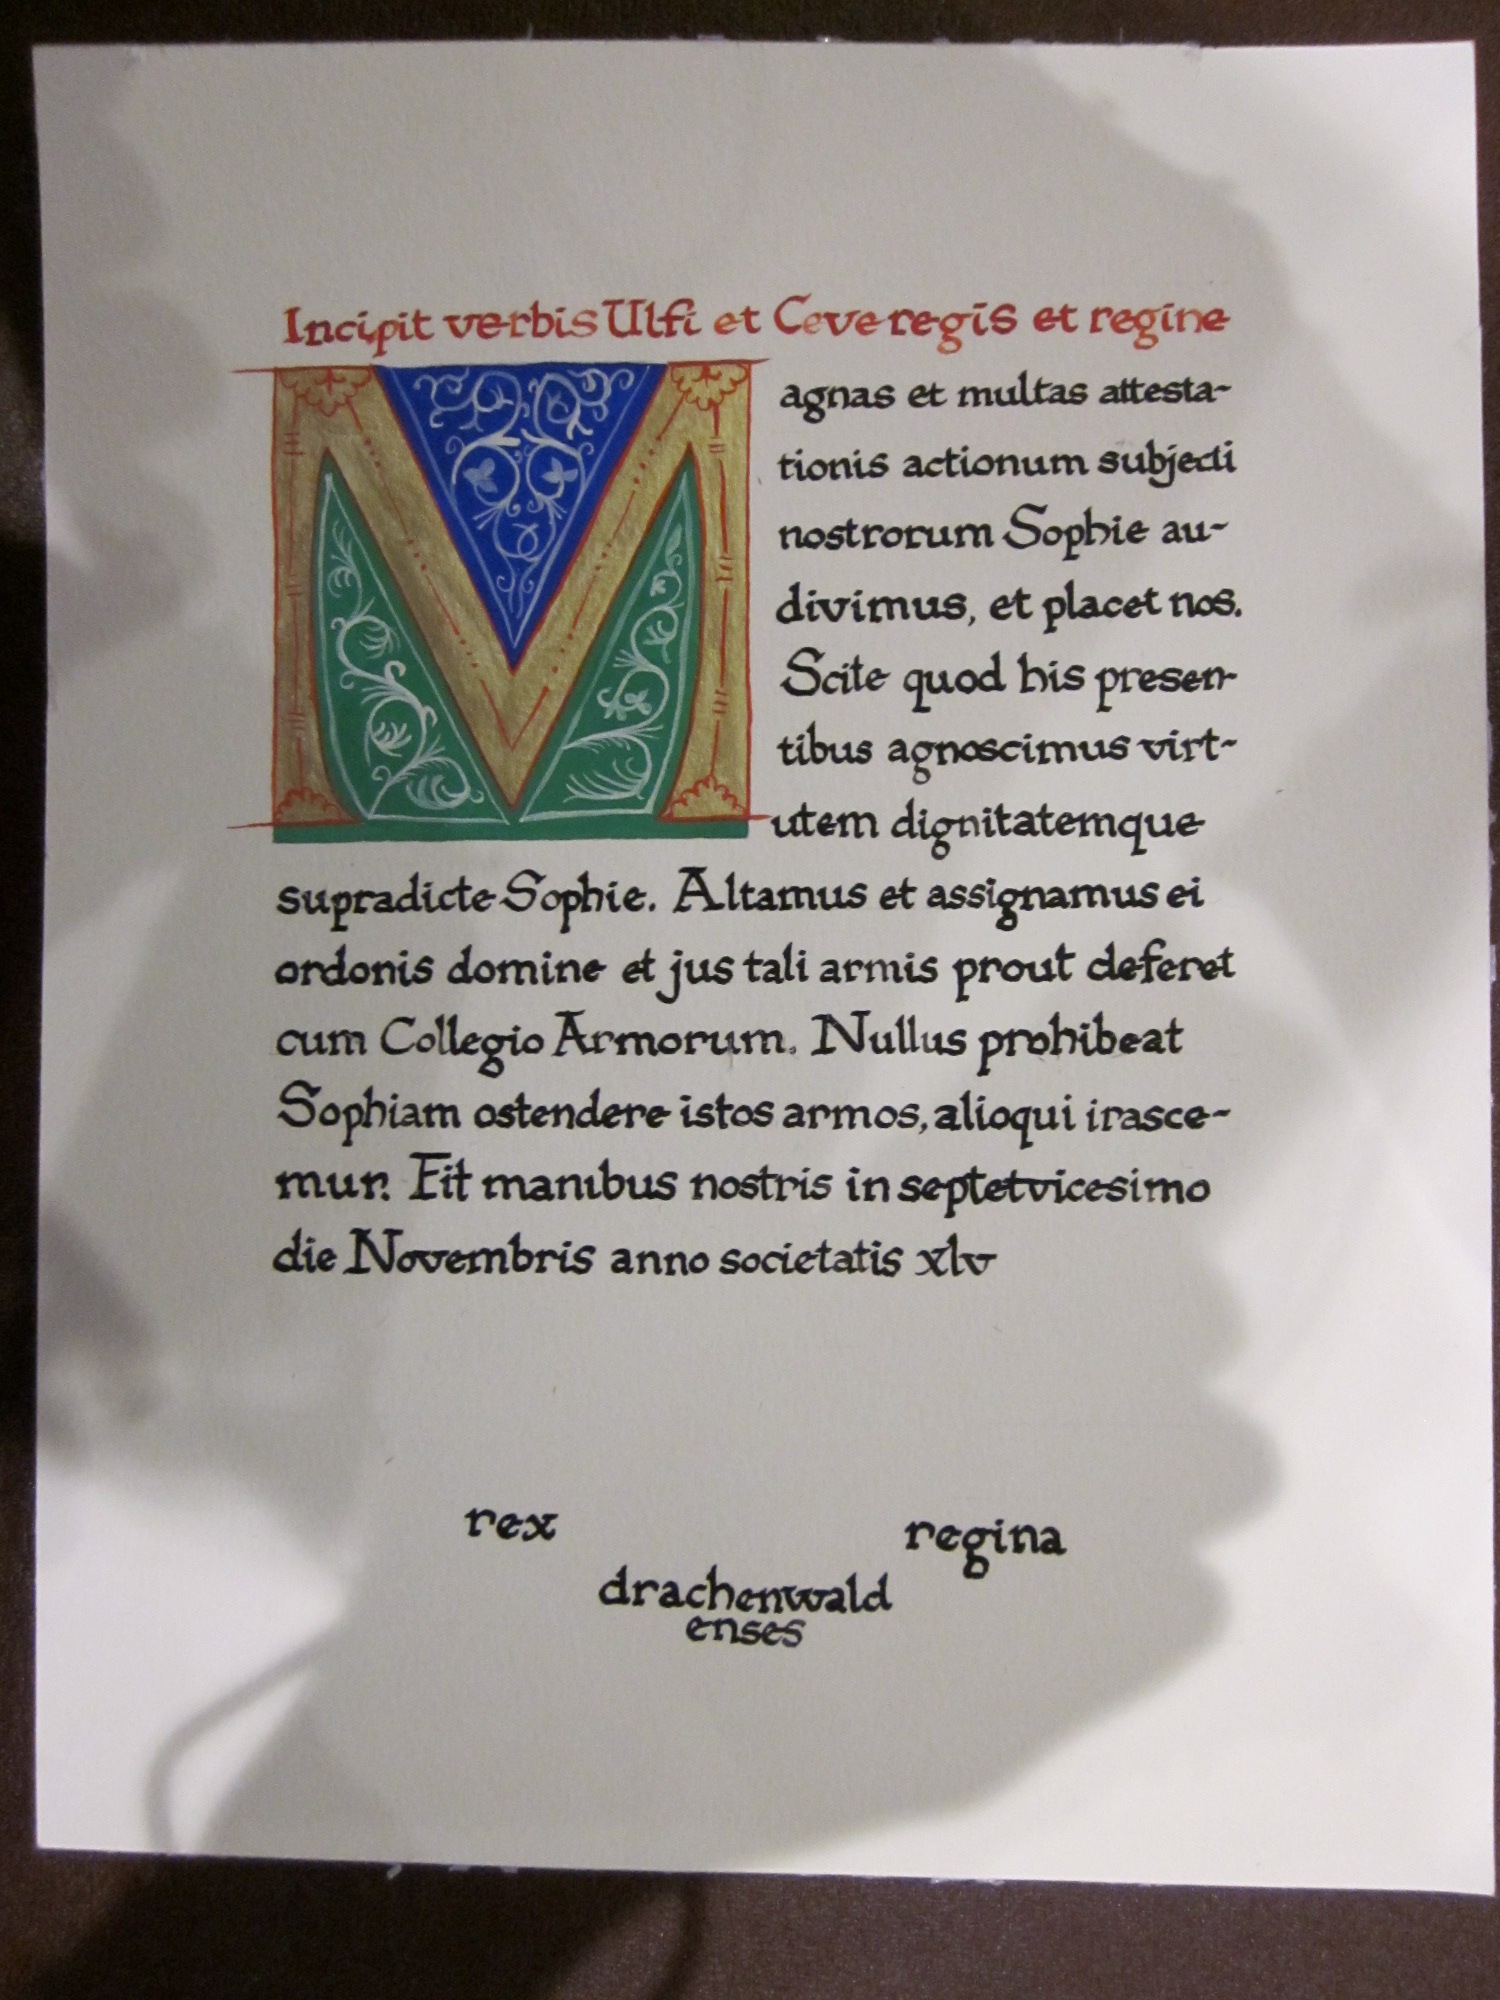 Incipit verbis Ulfi et Ceve regis et regine
Magnas et multas attesta-
tionis actionum subjecti
nostrorum Sophie au-
divimus, et placet nos.
Scite quod his presen-
tibus agnoscimus virt-
utem dignitatemque
supradicte Sophie. Altamus et assignamus ei
ordonis domine et jus tali armis prout deferet
cum Collegio Armorum. Nullus prohibeat
Sophiam ostendere istos armos, alioqui irasce-
mur. Fit manibus nostris in septetvicesimo
die Novembris anno societatis xlv
rex regina
drachenwald
enses